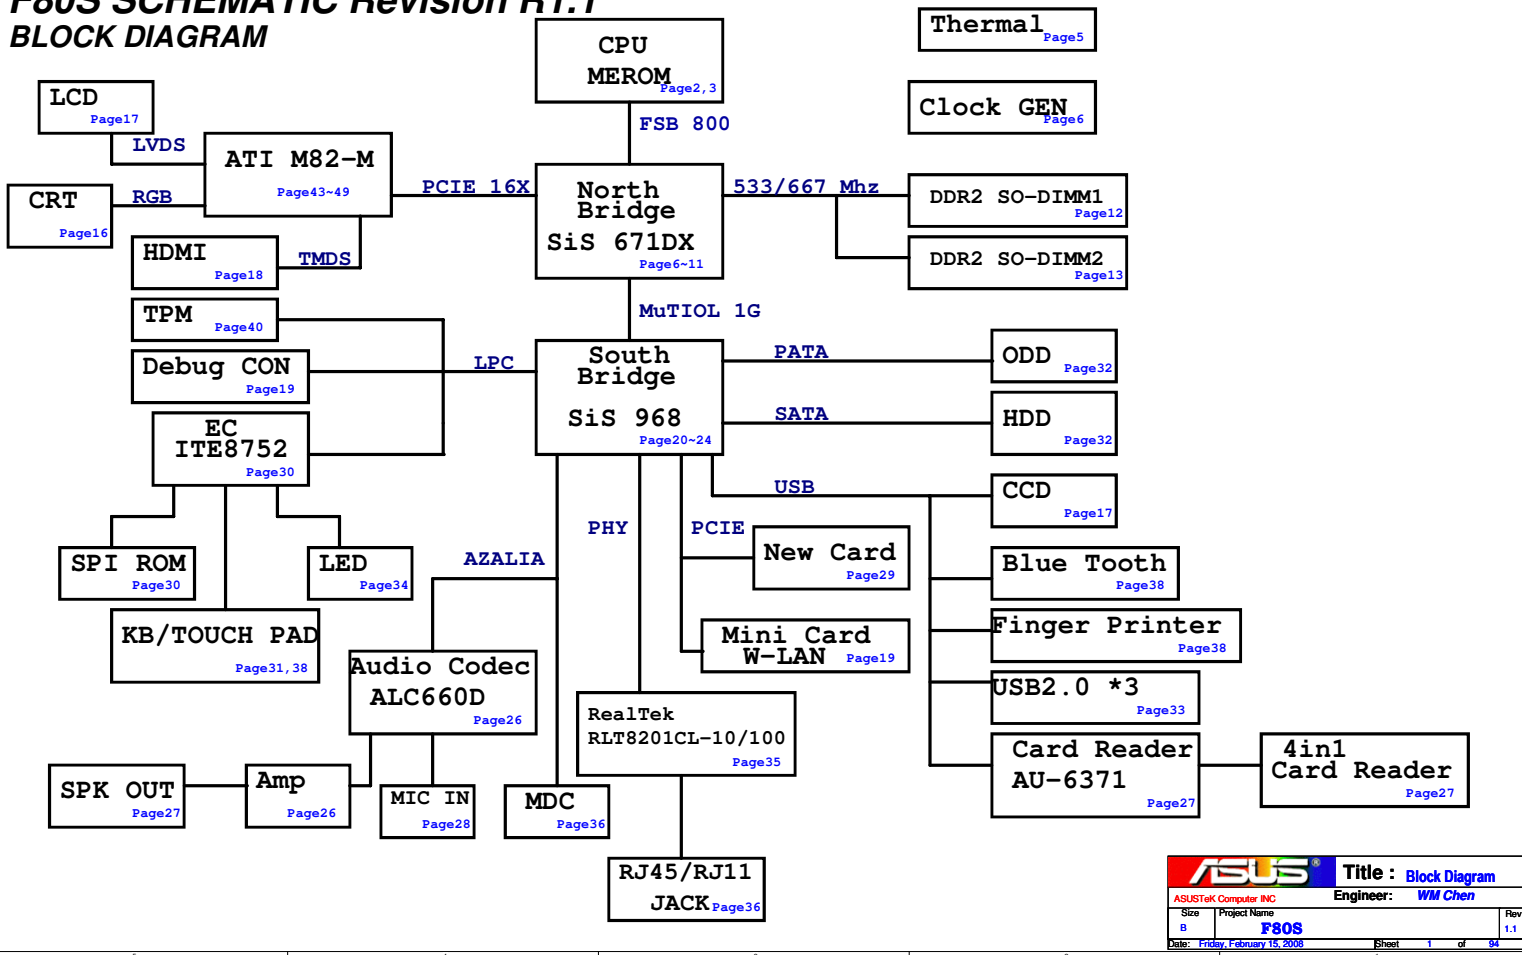 F80S SCHEMATIC Revision R1.1
BLOCK DIAGRAM
CPU
MEROM
Page2,3
Thermal
Page5
Clock GEN
Page6
LCD
Page17
LVDS
ATI M82-M
Page43~49
CRT
Page16
RGB
HDMI
Page18
TMDS
PCIE 16X
FSB 800
North
Bridge
SiS 671DX
Page6~11
533/667 Mhz
DDR2 SO-DIMM1
Page12
DDR2 SO-DIMM2
Page13
MuTIOL 1G
TPM
Page40
Debug CON
Page19
LPC
EC
ITE8752
Page30
South
Bridge
SiS 968
Page20~24
PATA
ODD
Page32
SATA
HDD
Page32
USB
CCD
Page17
SPI ROM
Page30
LED
Page34
KB/TOUCH PAD
Page31,38
AZALIA
PHY
PCIE
New Card
Page29
Blue Tooth
Page38
Mini Card
W-LAN
Page19
Finger Printer
Page38
Audio Codec
ALC660D
Page26
RealTek
RLT8201CL-10/100
Page35
USB2.0 *3
Page33
Card Reader
AU-6371
Page27
4in1
Card Reader
Page27
SPK OUT
Page27
Amp
Page26
MIC IN
Page28
MDC
Page36
RJ45/RJ11
JACK
Page36
ASUS®
Title : Block Diagram
ASUSTeK Computer INC
Engineer: WM Chen
Size Project Name Rev
B F80S 1.1
Date: Friday, February 15, 2008 Sheet 1 of 94